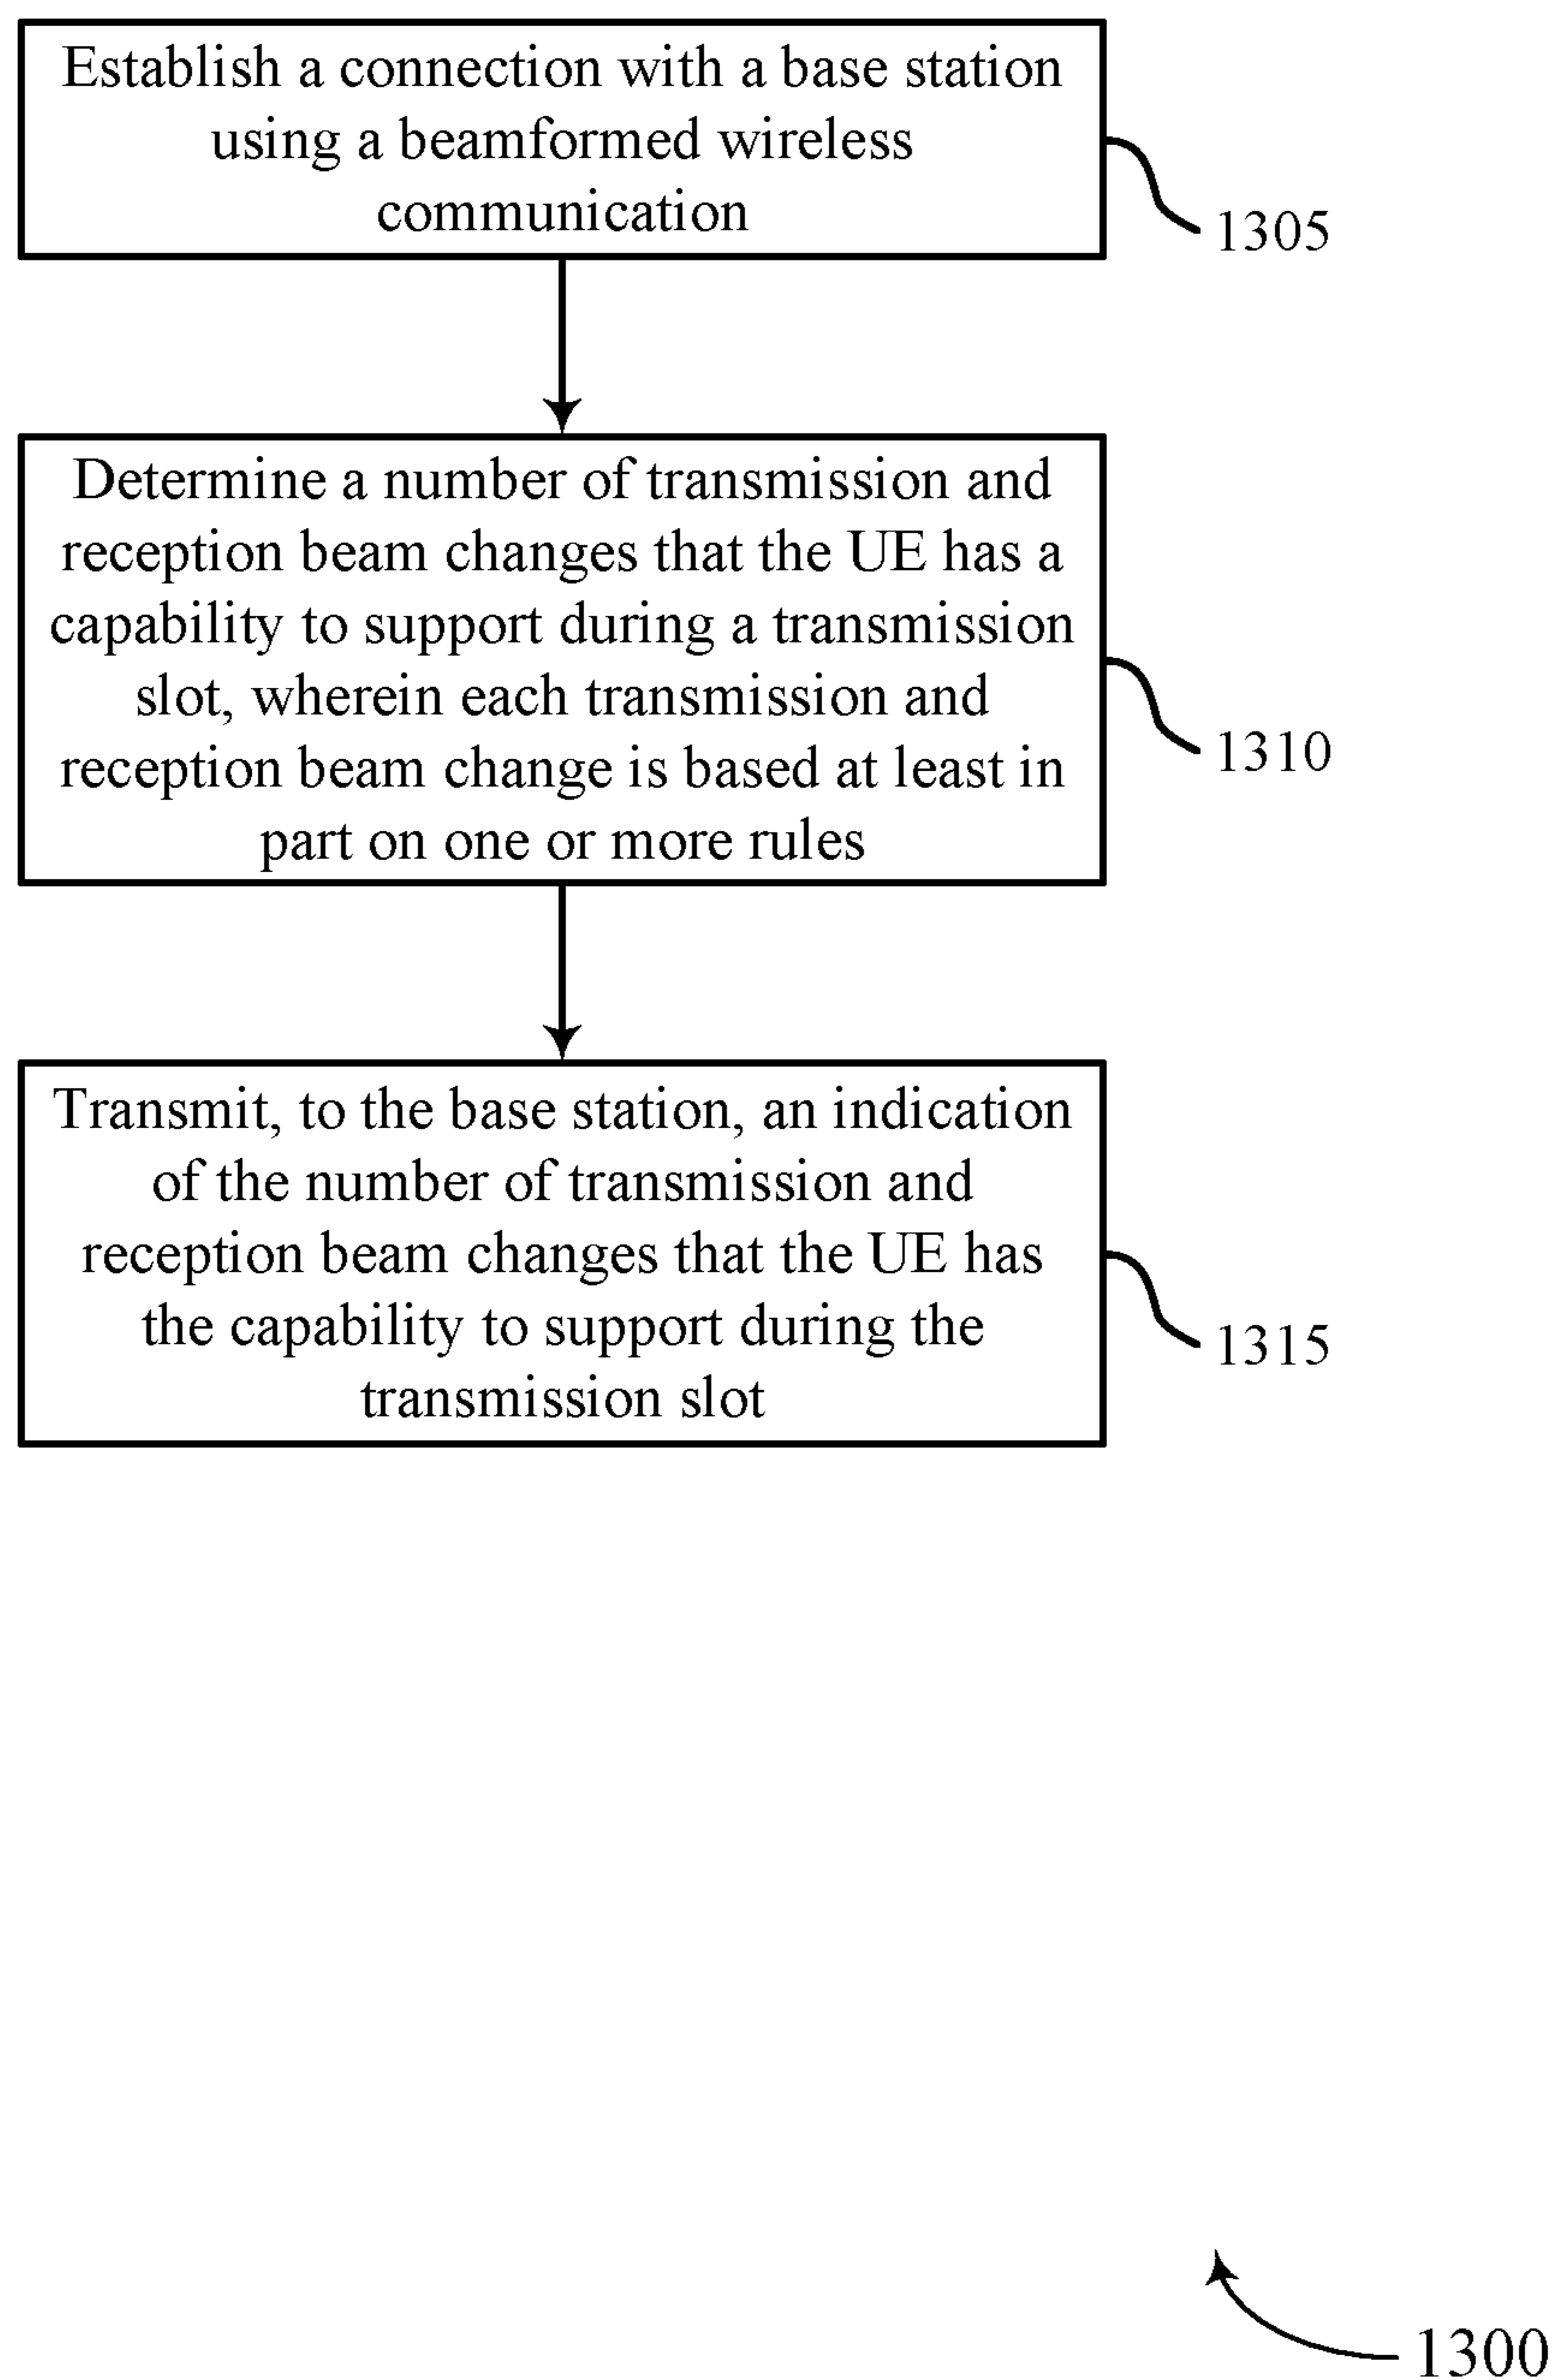 Establish a connection with a base station
using a beamformed wireless
communication
1305
Determine a number of transmission and
reception beam changes that the UE has a
capability to support during a transmission
slot, wherein each transmission and
reception beam change is based at least in
part on one or more rules
1310
Transmit, to the base station, an indication
of the number of transmission and
reception beam changes that the UE has
the capability to support during the
transmission slot
1315
1300